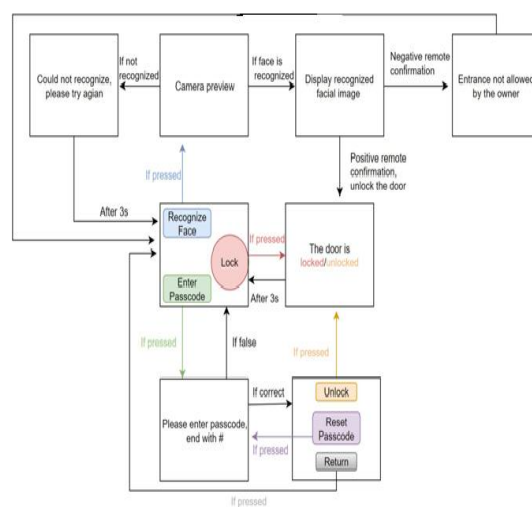 If not
recognized
If face is
recognized
Negative remote
confirmation
Could not recognize,
please try agian
Camera preview
Display recognized
facial image
Entrance not allowed
by the owner
If pressed
Positive remote
confirmation,
unlock the door
After 3s
Recognize
Face
Lock
If pressed
The door is
locked/unlocked
Enter
Passcode
After 3s
If pressed
If false
If pressed
Please enter passcode,
end with #
If correct
Unlock
Reset
Passcode
If pressed
Return
If pressed